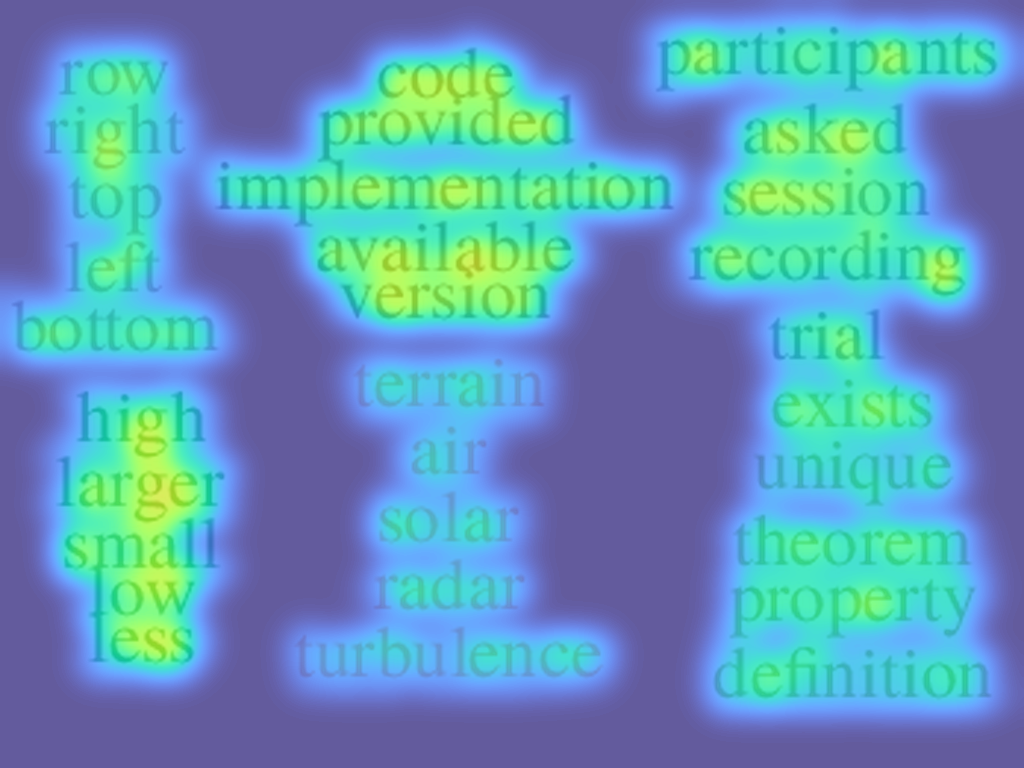 row
right
top
left
bottom
high
larger
small
low
less
code
provided
implementation
available
version
terrain
air
solar
radar
turbulence
participants
asked
session
recording
trial
exists
unique
theorem
property
definition